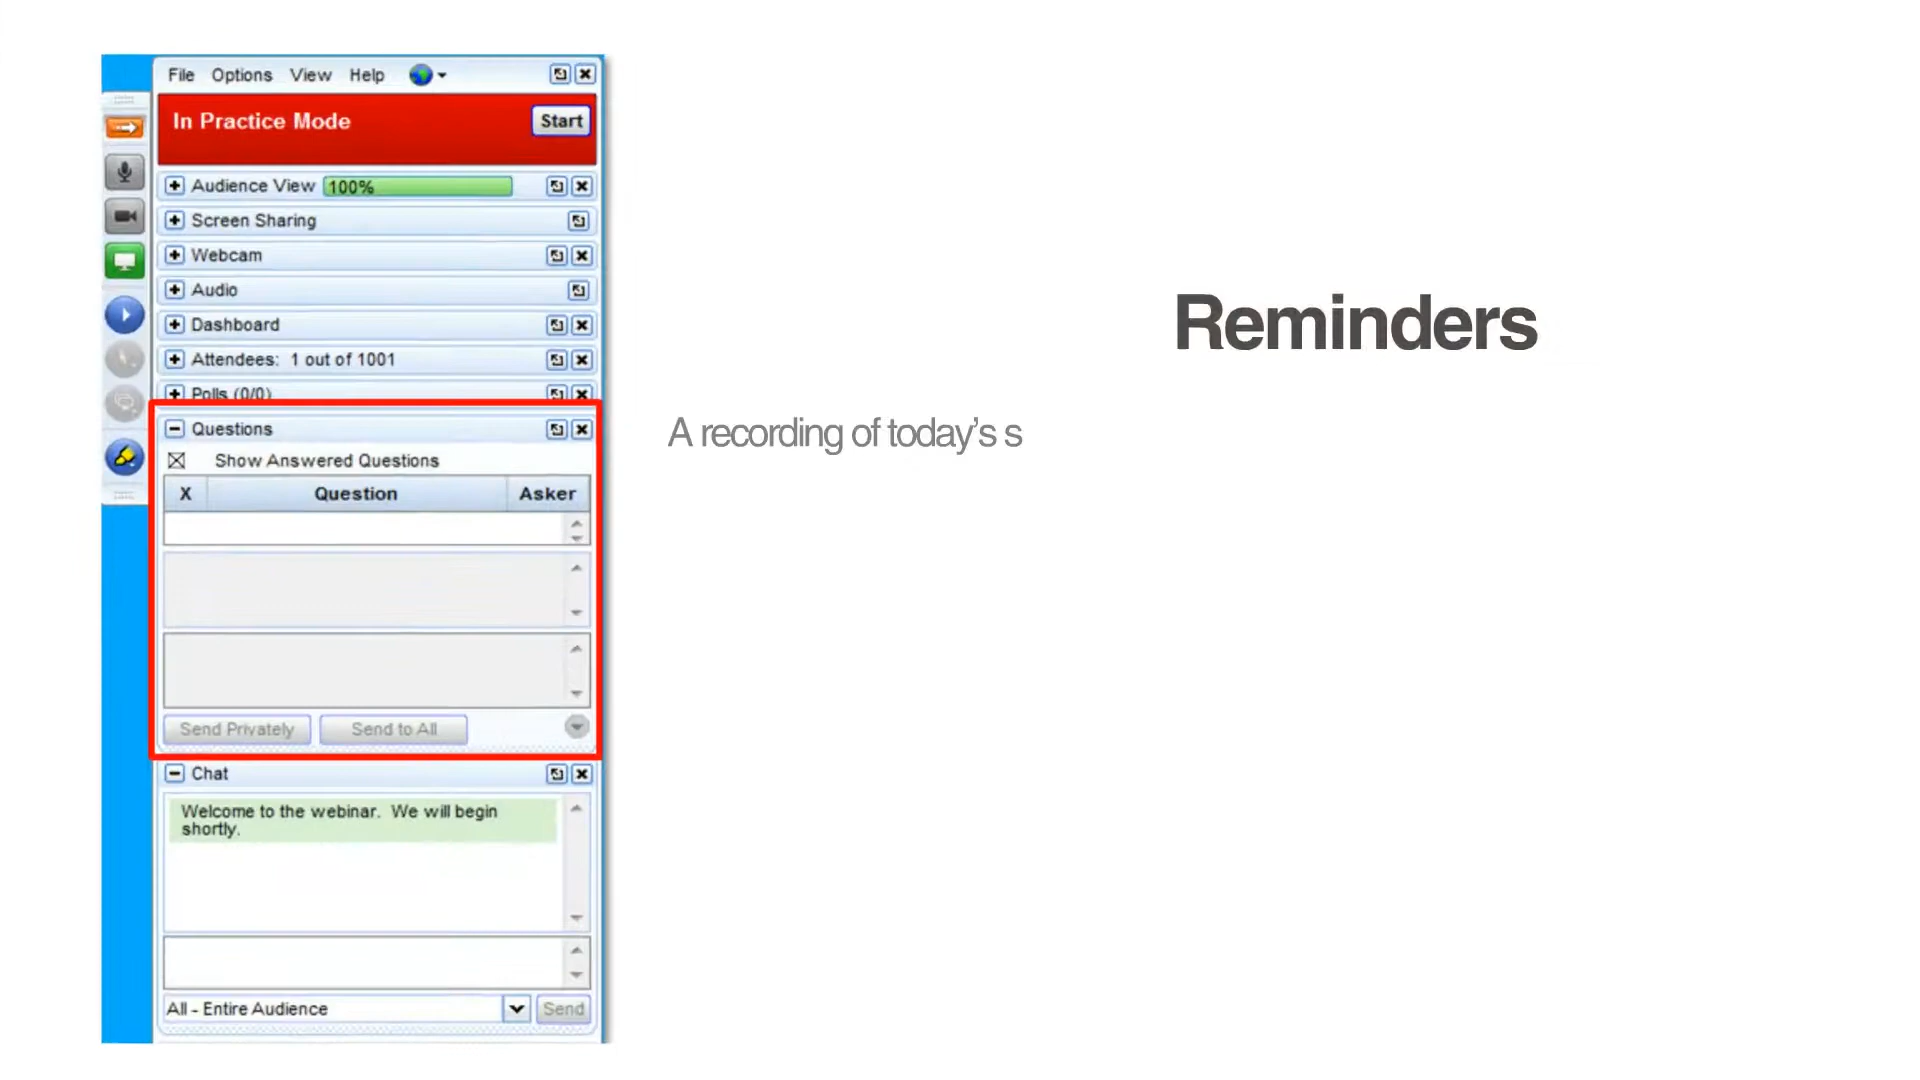 File Options View Help
In Practice Mode
Start
Audience View 100%
Screen Sharing
Webcam
Audio
Dashboard
Attendees: 1 out of 1001
Polls (0/0)
Questions
Show Answered Questions
X Question Asker
Send Privately Send to All
Chat
Welcome to the webinar. We will begin
shortly.
All - Entire Audience Send
Reminders
A recording of today’s s